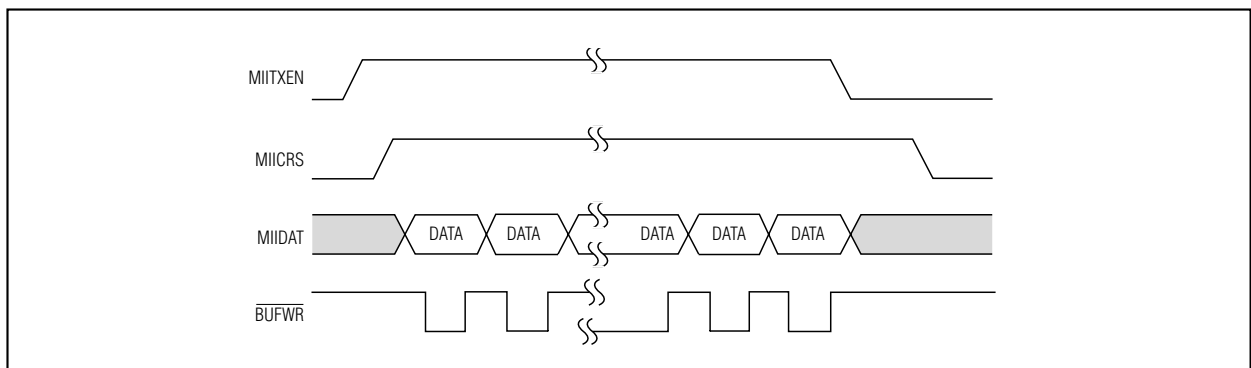 MIITXEN
MIICRS
MIIDAT DATA DATA DATA DATA DATA
BUFWR